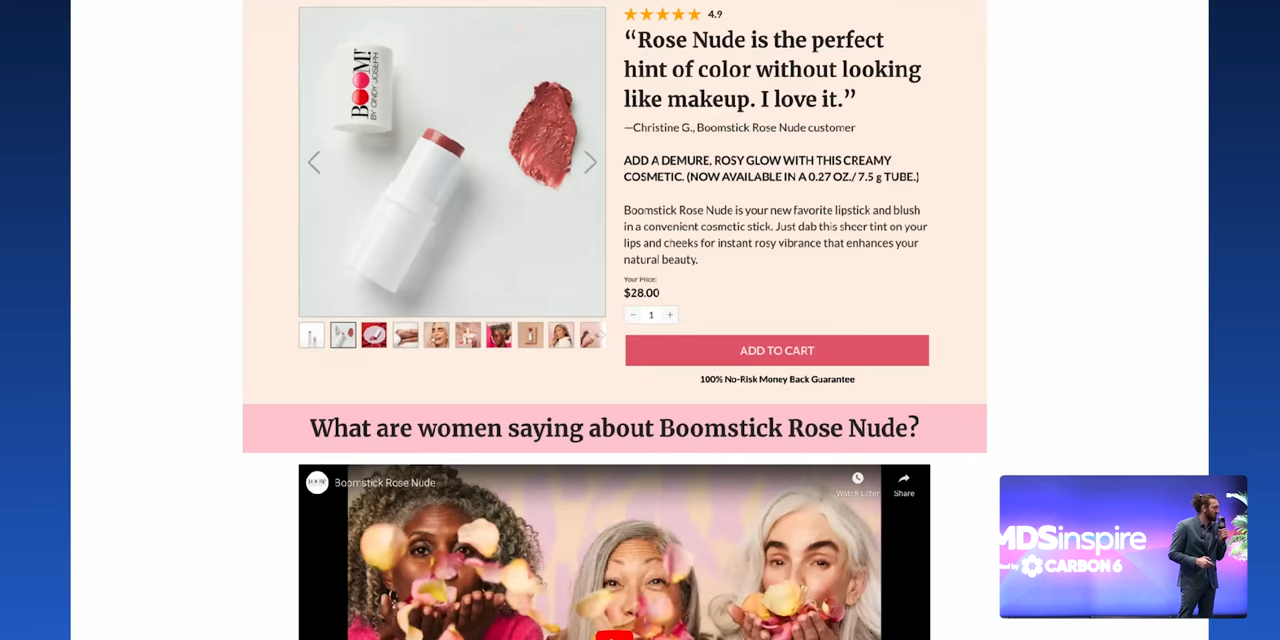 4.9
“Rose Nude is the perfect
hint of color without looking
like makeup. I love it.”
—Christine G., Boomstick Rose Nude customer
ADD A DEMURE, ROSY GLOW WITH THIS CREAMY
COSMETIC. (NOW AVAILABLE IN A 0.27 OZ./ 7.5 g TUBE.)
Boomstick Rose Nude is your new favorite lipstick and blush
in a convenient cosmetic stick. Just dab this sheer tint on your
lips and cheeks for instant rosy vibrance that enhances your
natural beauty.
Your Price:
$28.00
− 1 +
ADD TO CART
100% No-Risk Money Back Guarantee
BOOM!
BY CINDY JOSEPH
What are women saying about Boomstick Rose Nude?
BOOM!
Boomstick Rose Nude
Watch Later
Share
MDSinspire
by CARBON 6